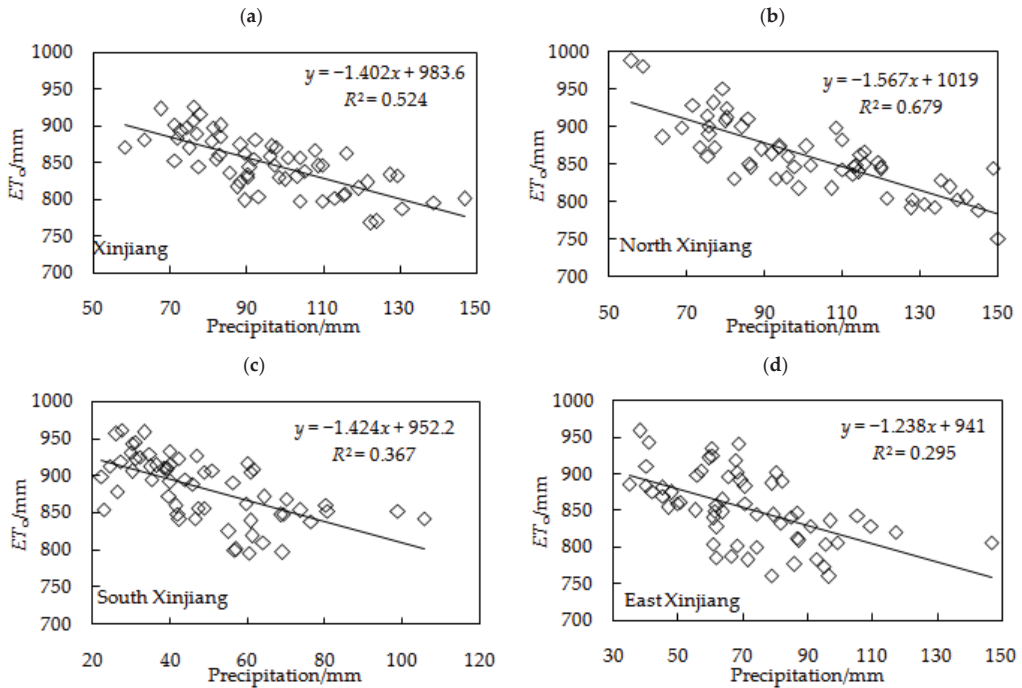 (a)
1000
950
900
850
800
750
700
ETo/mm
y = −1.402x + 983.6
R² = 0.524
Xinjiang
50 70 90 110 130 150
Precipitation/mm
(b)
1000
950
900
850
800
750
700
ETo/mm
y = −1.567x + 1019
R² = 0.679
North Xinjiang
50 70 90 110 130 150
Precipitation/mm
(c)
1000
950
900
850
800
750
700
ETo/mm
y = −1.424x + 952.2
R² = 0.367
South Xinjiang
20 40 60 80 100 120
Precipitation/mm
(d)
1000
950
900
850
800
750
700
ETo/mm
y = −1.238x + 941
R² = 0.295
East Xinjiang
30 50 70 90 110 130 150
Precipitation/mm